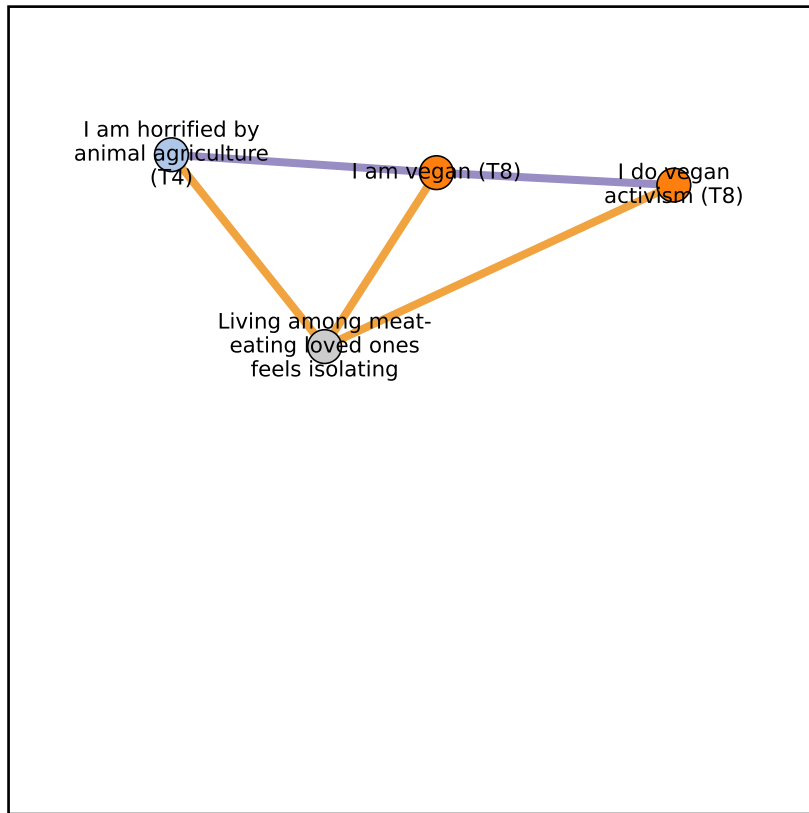 I am horrified by
animal agriculture
(T4)
I am vegan (T8)
I do vegan
activism (T8)
Living among meat-
eating loved ones
feels isolating